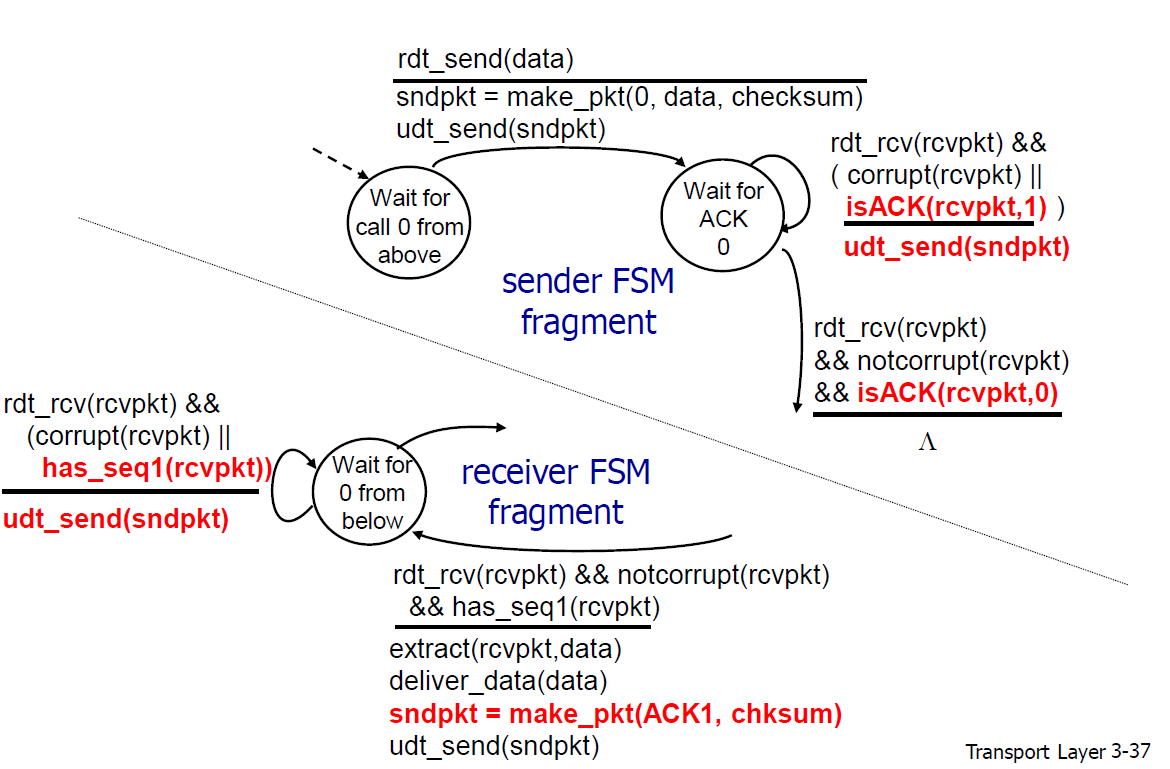 rdt_send(data)
sndpkt = make_pkt(0, data, checksum)
udt_send(sndpkt)
Wait for
call 0 from
above
Wait for
ACK
0
rdt_rcv(rcvpkt) &&
( corrupt(rcvpkt) ||
isACK(rcvpkt,1) )
udt_send(sndpkt)
sender FSM
fragment
rdt_rcv(rcvpkt)
&& notcorrupt(rcvpkt)
&& isACK(rcvpkt,0)
Λ
rdt_rcv(rcvpkt) &&
(corrupt(rcvpkt) ||
has_seq1(rcvpkt))
udt_send(sndpkt)
Wait for
0 from
below
receiver FSM
fragment
rdt_rcv(rcvpkt) && notcorrupt(rcvpkt)
&& has_seq1(rcvpkt)
extract(rcvpkt,data)
deliver_data(data)
sndpkt = make_pkt(ACK1, chksum)
udt_send(sndpkt)
Transport Layer 3-37